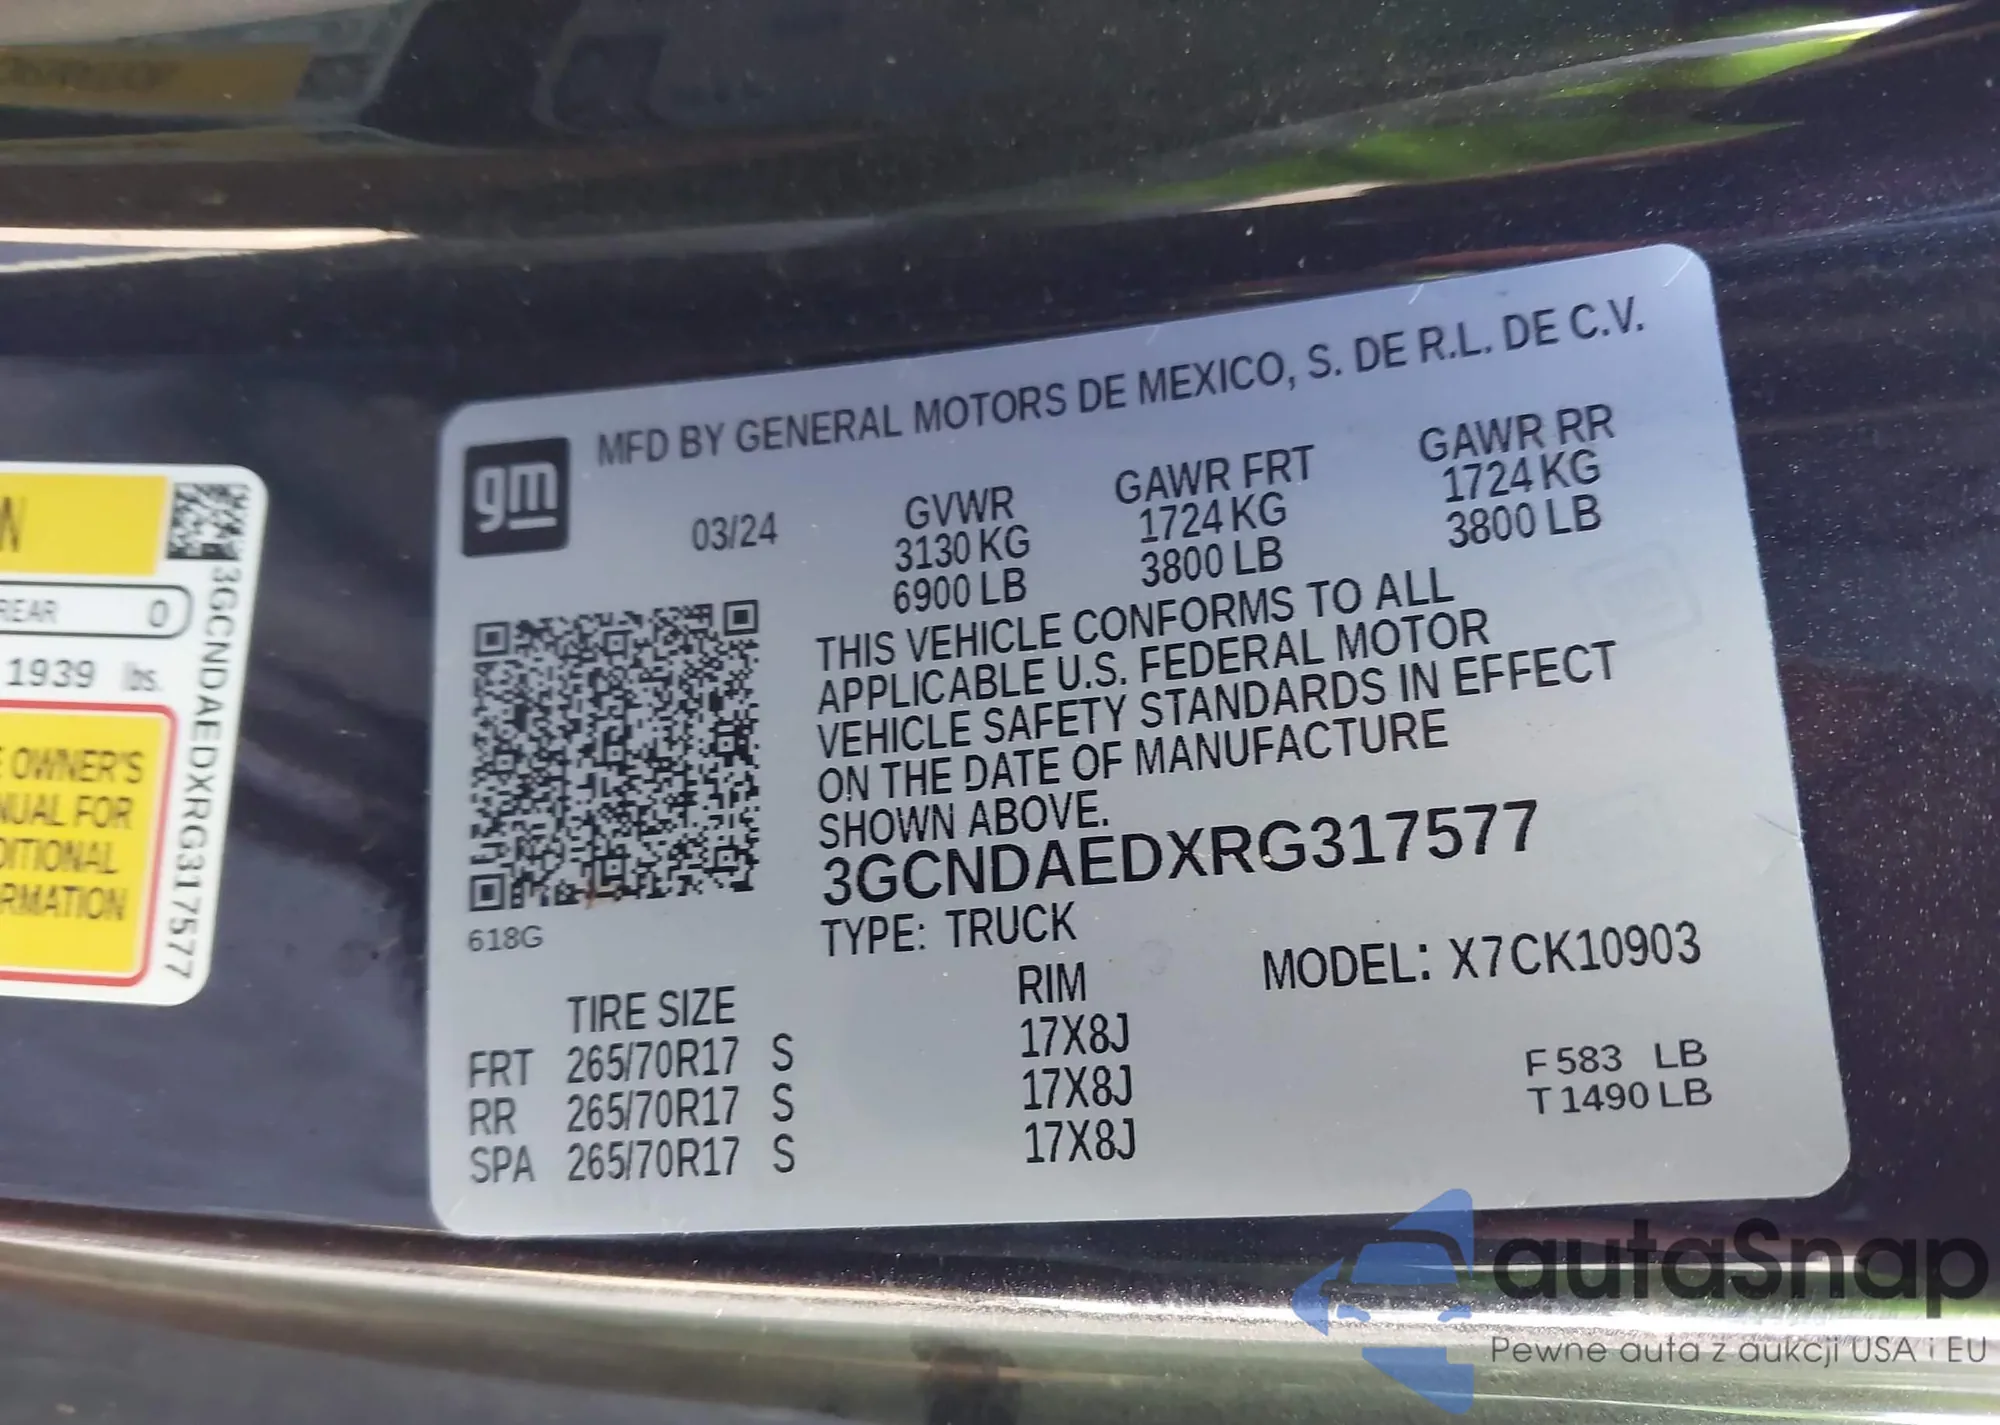 N
REAR 0
1939 lbs.
OWNER'S
FOR
3GCNDAEDXRG317577
gm
MFD BY GENERAL MOTORS DE MEXICO, S. DE R.L. DE C.V.
03/24
GVWR GAWR FRT GAWR RR
3130 KG 1724 KG 1724 KG
6900 LB 3800 LB 3800 LB
THIS VEHICLE CONFORMS TO ALL
APPLICABLE U.S. FEDERAL MOTOR
VEHICLE SAFETY STANDARDS IN EFFECT
ON THE DATE OF MANUFACTURE
SHOWN ABOVE.
3GCNDAEDXRG317577
618G
TYPE: TRUCK
MODEL: X7CK10903
TIRE SIZE RIM
FRT 265/70R17 S 17X8J
RR 265/70R17 S 17X8J
SPA 265/70R17 S 17X8J
F 583 LB
T 1490 LB
autaSnap
Pewne auta z aukcji USA i EU